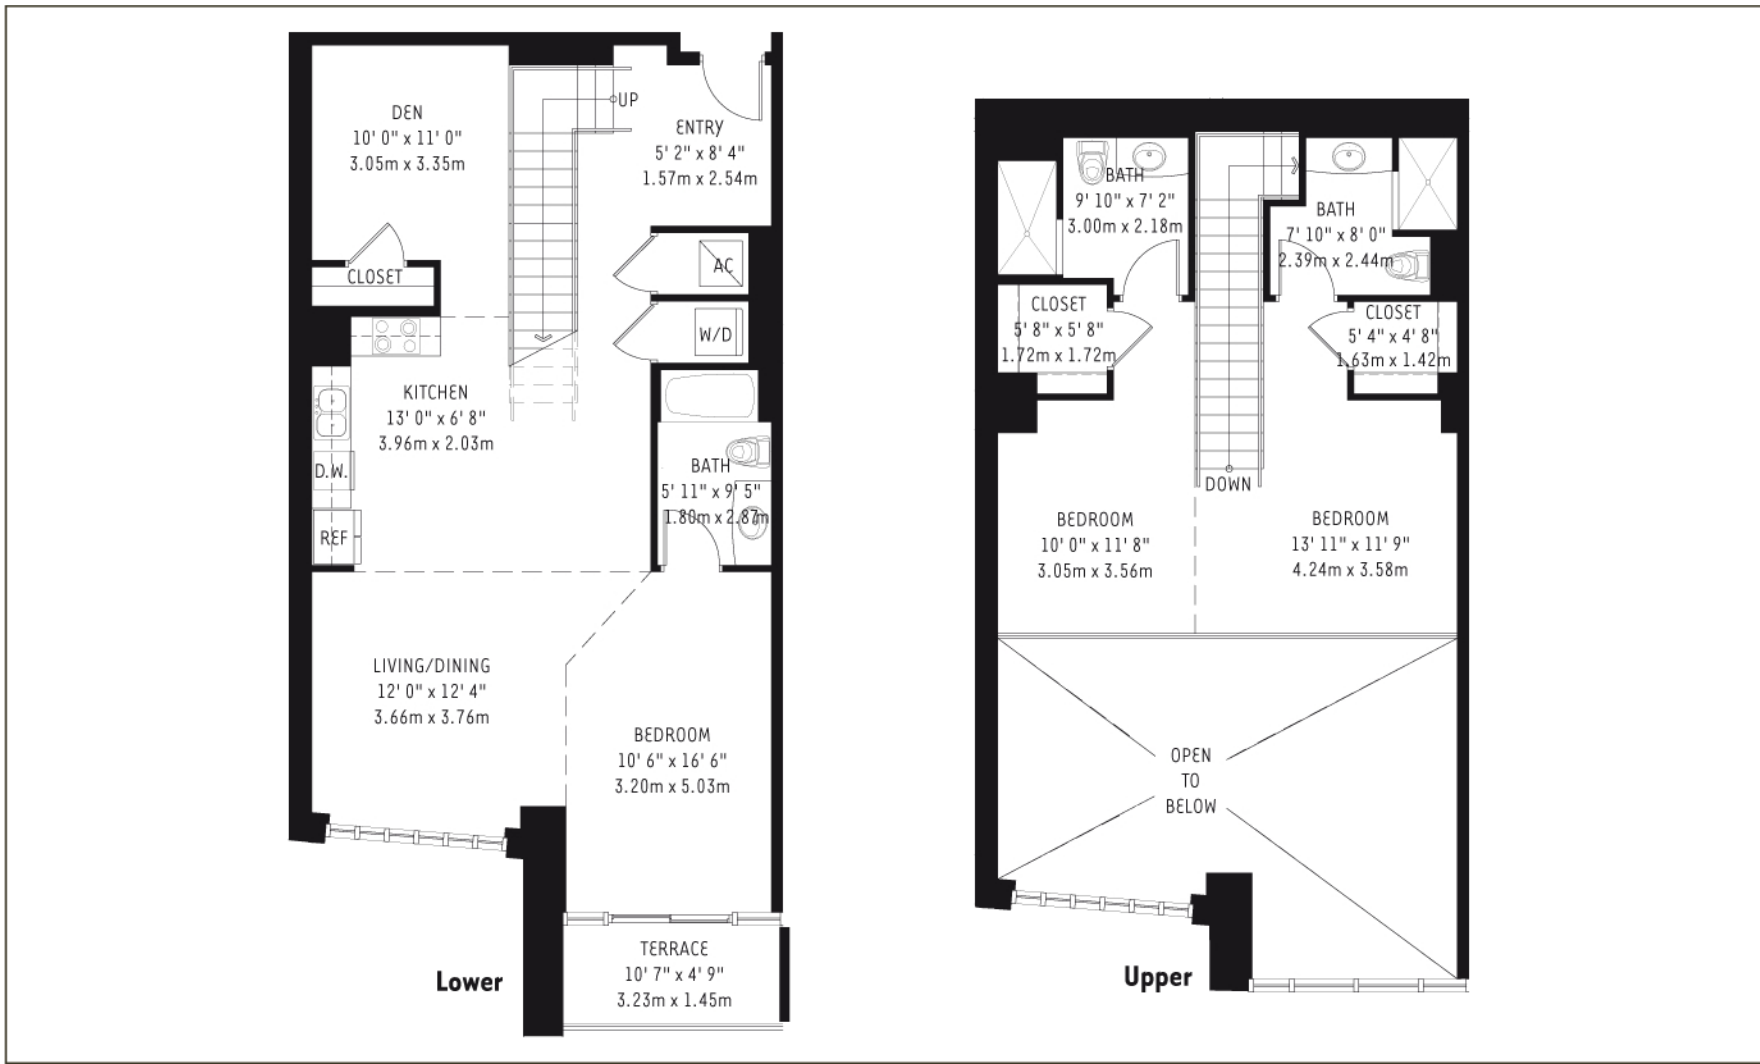 DEN
10' 0" x 11' 0"
3.05m x 3.35m
UP
ENTRY
5' 2" x 8' 4"
1.57m x 2.54m
CLOSET
AC
W/D
KITCHEN
13' 0" x 6' 8"
3.96m x 2.03m
D.W.
REF
BATH
5' 11" x 9' 5"
1.80m x 2.87m
LIVING/DINING
12' 0" x 12' 4"
3.66m x 3.76m
BEDROOM
10' 6" x 16' 6"
3.20m x 5.03m
TERRACE
10' 7" x 4' 9"
3.23m x 1.45m
Lower
BATH
9' 10" x 7' 2"
3.00m x 2.18m
BATH
7' 10" x 8' 0"
2.39m x 2.44m
CLOSET
5' 8" x 5' 8"
1.72m x 1.72m
CLOSET
5' 4" x 4' 8"
1.63m x 1.42m
DOWN
BEDROOM
10' 0" x 11' 8"
3.05m x 3.56m
BEDROOM
13' 11" x 11' 9"
4.24m x 3.58m
OPEN
TO
BELOW
Upper